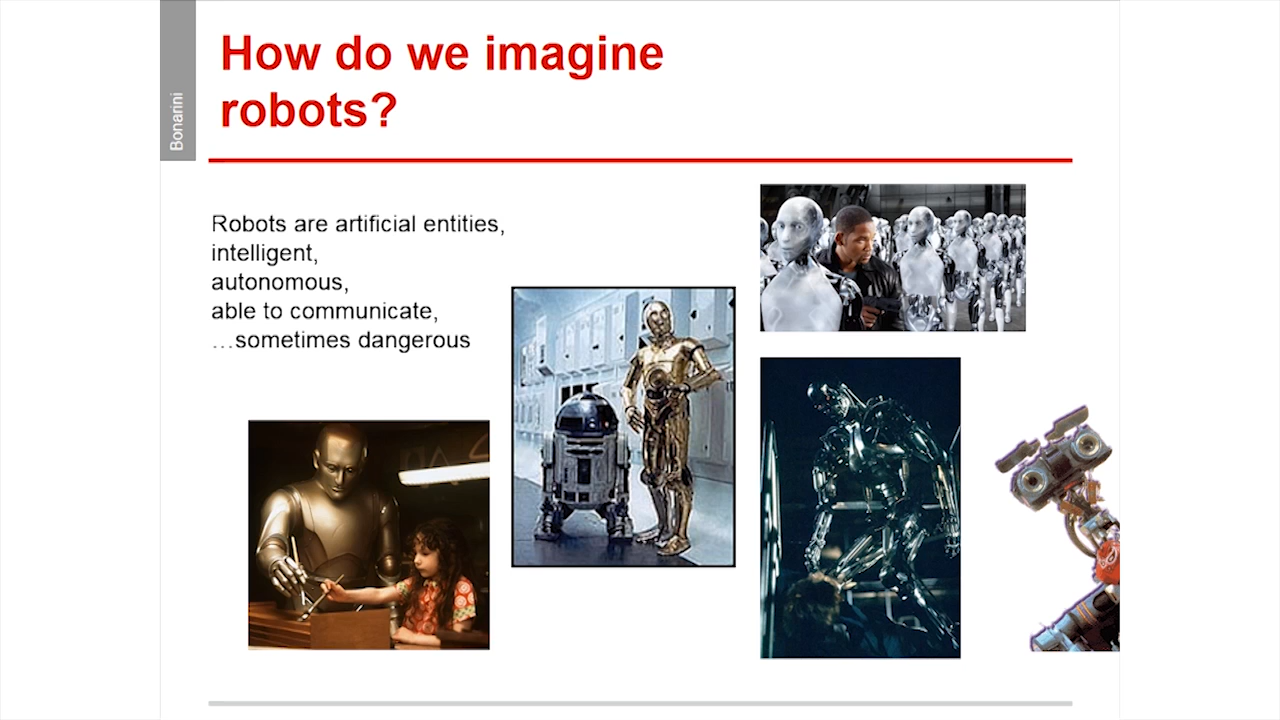 Bonarini
How do we imagine
robots?
Robots are artificial entities,
intelligent,
autonomous,
able to communicate,
…sometimes dangerous